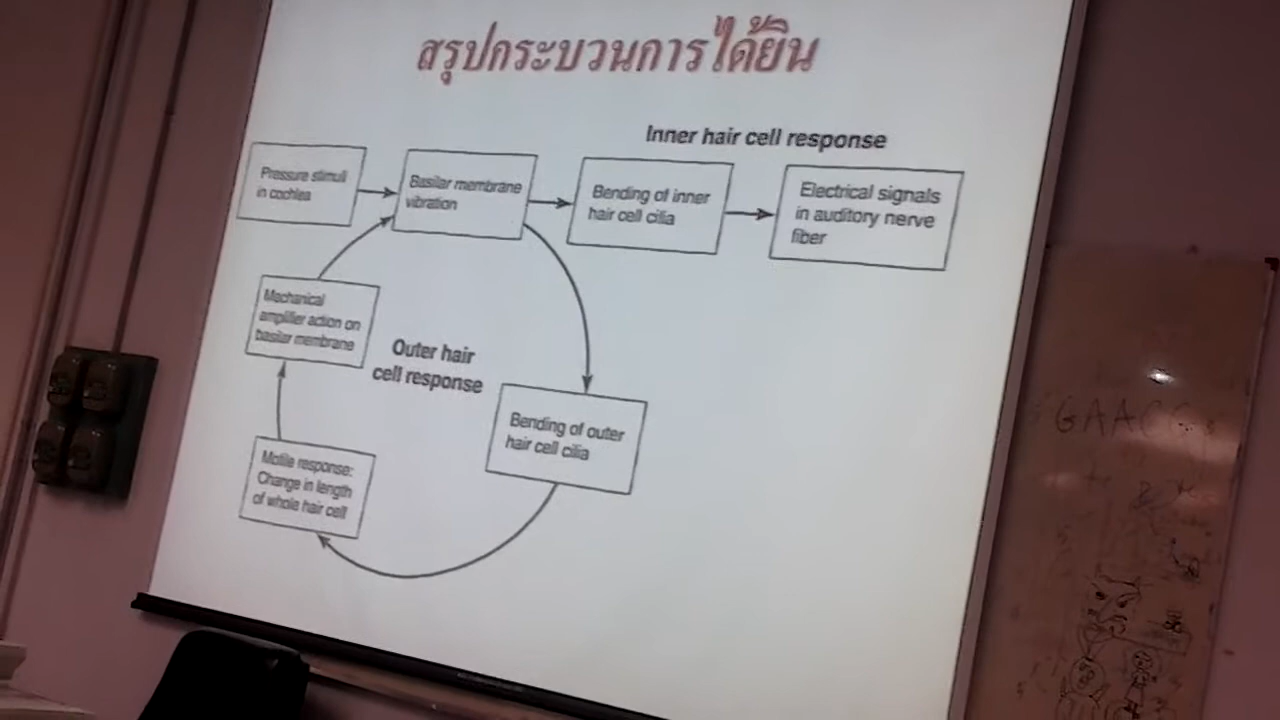 สรุปกระบวนการได้ยิน
Inner hair cell response
Pressure stimuli
in cochlea
Basilar membrane
vibration
Bending of inner
hair cell cilia
Electrical signals
in auditory nerve
fiber
Mechanical
amplifier action on
basilar membrane
Outer hair
cell response
Bending of outer
hair cell cilia
Motile response:
Change in length
of whole hair cell